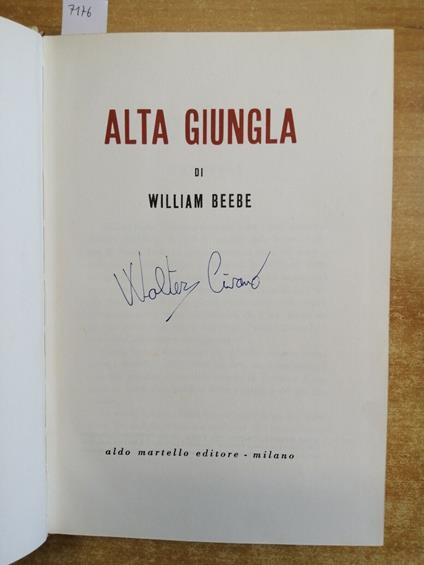 7176
ALTA GIUNGLA
DI
WILLIAM BEEBE
Walter
aldo martello editore - milano